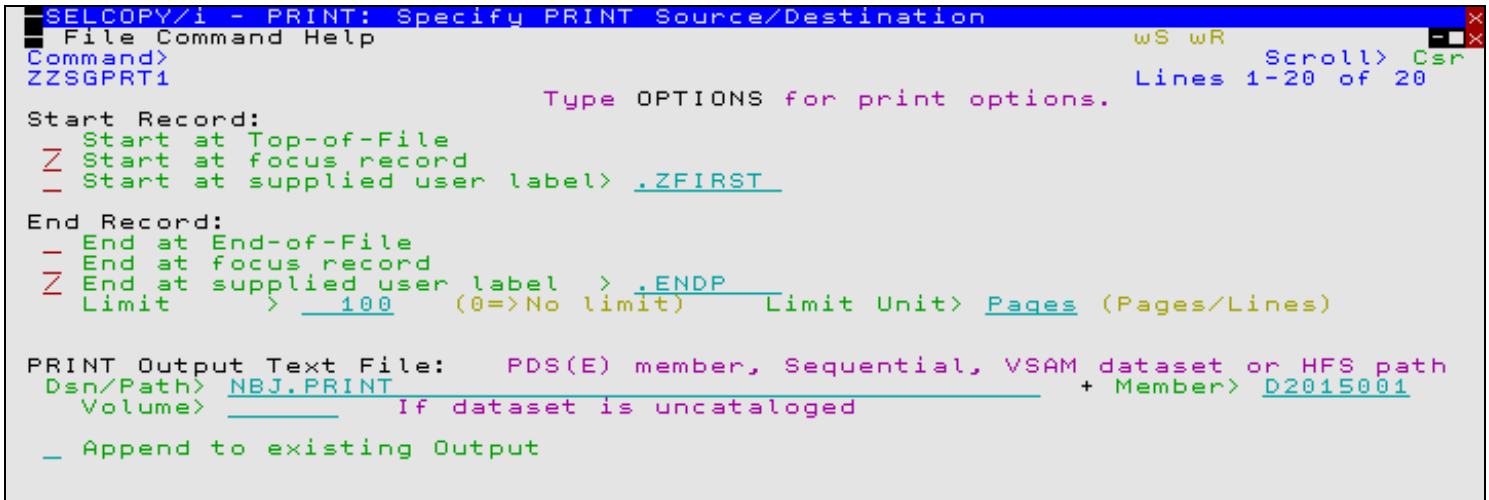 SELCOPY/i - PRINT: Specify PRINT Source/Destination
File Command Help wS wR
Command> Scroll> Csr
ZZSGPRT1 Lines 1-20 of 20
Type OPTIONS for print options.
Start Record:
Start at Top-of-File
/ Start at focus record
_ Start at supplied user label> .ZFIRST
End Record:
_ End at End-of-File
End at focus record
/ End at supplied user label > .ENDP
Limit > 100 (0=>No limit) Limit Unit> Pages (Pages/Lines)
PRINT Output Text File: PDS(E) member, Sequential, VSAM dataset or HFS path
Dsn/Path> NBJ.PRINT + Member> D2015001
Volume> If dataset is uncataloged
_ Append to existing Output